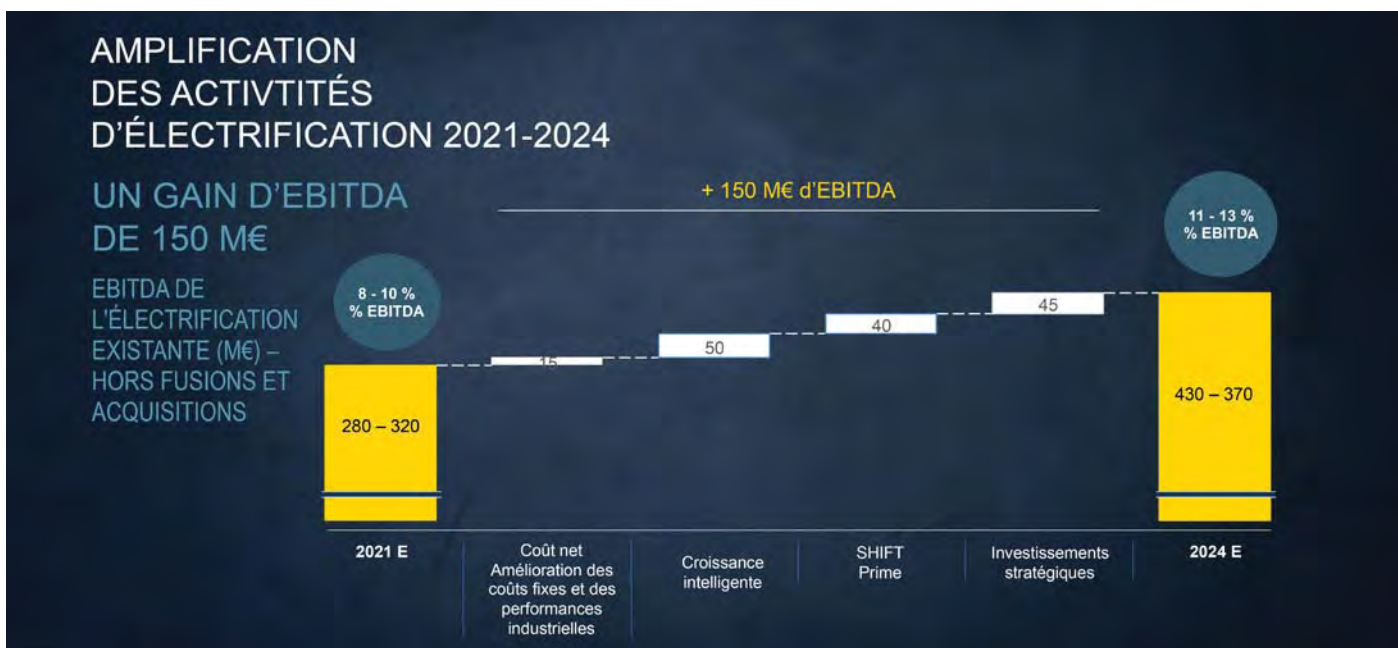 AMPLIFICATION
DES ACTIVTITÉS
D'ÉLECTRIFICATION 2021-2024
UN GAIN D'EBITDA
DE 150 M€
EBITDA DE
L'ÉLECTRIFICATION
EXISTANTE (M€) –
HORS FUSIONS ET
ACQUISITIONS
+ 150 M€ d'EBITDA
8 - 10 %
% EBITDA
11 - 13 %
% EBITDA
280 – 320
15
50
40
45
430 – 370
2021 E
Coût net
Amélioration des
coûts fixes et des
performances
industrielles
Croissance
intelligente
SHIFT
Prime
Investissements
stratégiques
2024 E